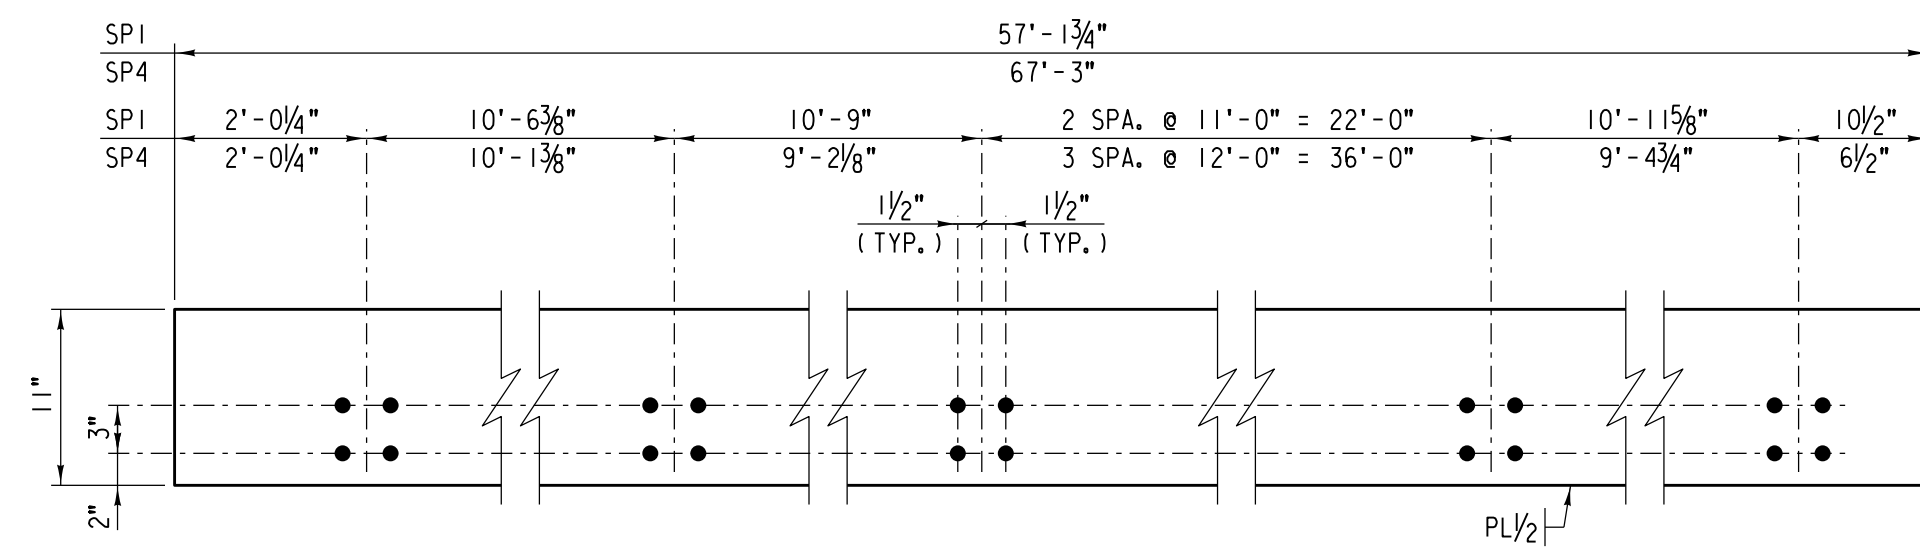 SP1 57'-1¾"
SP4 67'-3"
SP1 2'-0¼" 10'-6⅜" 10'-9" 2 SPA. @ 11'-0" = 22'-0" 10'-11⅝" 10½"
SP4 2'-0¼" 10'-1⅜" 9'-2⅛" 3 SPA. @ 12'-0" = 36'-0" 9'-4¾" 6½"
1½" 1½"
(TYP.) (TYP.)
11"
3"
2"
PL½